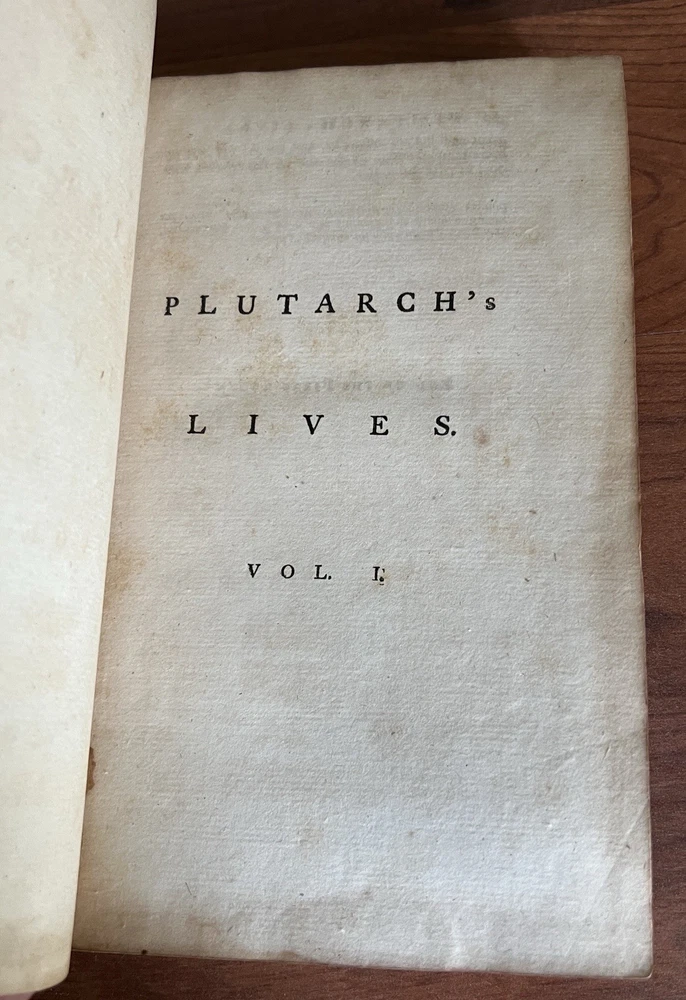 PLUTARCH's
LIVES.
VOL. I.